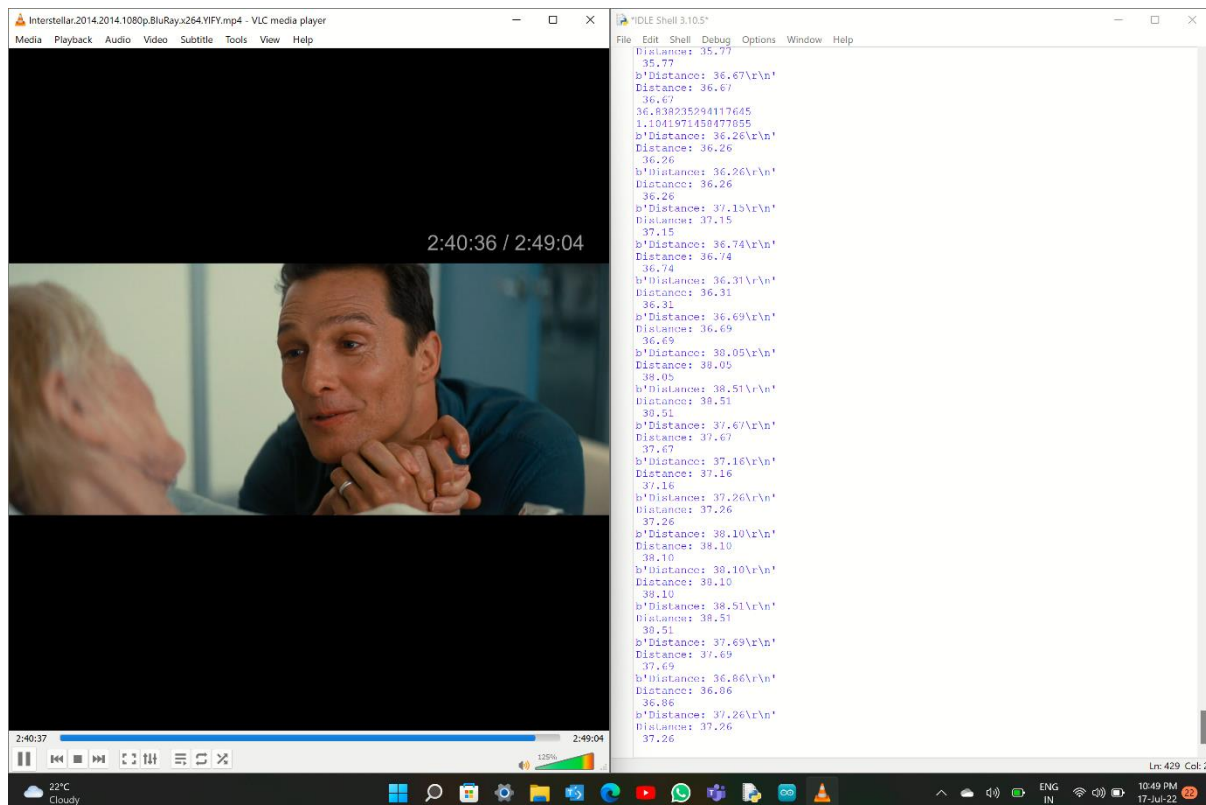 Interstellar.2014.2014.1080p.BluRay.x264.YIFY.mp4 - VLC media player
Media Playback Audio Video Subtitle Tools View Help
2:40:36 / 2:49:04
2:40:37
2:49:04
125%
*IDLE Shell 3.10.5*
File Edit Shell Debug Options Window Help
Distance: 35.77
35.77
b'Distance: 36.67\r\n'
Distance: 36.67
36.67
36.838235294117645
1.1041971458477855
b'Distance: 36.26\r\n'
Distance: 36.26
36.26
b'Distance: 36.26\r\n'
Distance: 36.26
36.26
b'Distance: 37.15\r\n'
Distance: 37.15
37.15
b'Distance: 36.74\r\n'
Distance: 36.74
36.74
b'Distance: 36.31\r\n'
Distance: 36.31
36.31
b'Distance: 36.69\r\n'
Distance: 36.69
36.69
b'Distance: 38.05\r\n'
Distance: 38.05
38.05
b'Distance: 38.51\r\n'
Distance: 38.51
38.51
b'Distance: 37.67\r\n'
Distance: 37.67
37.67
b'Distance: 37.16\r\n'
Distance: 37.16
37.16
b'Distance: 37.26\r\n'
Distance: 37.26
37.26
b'Distance: 38.10\r\n'
Distance: 38.10
38.10
b'Distance: 38.10\r\n'
Distance: 38.10
38.10
b'Distance: 38.51\r\n'
Distance: 38.51
38.51
b'Distance: 37.69\r\n'
Distance: 37.69
37.69
b'Distance: 36.86\r\n'
Distance: 36.86
36.86
b'Distance: 37.26\r\n'
Distance: 37.26
37.26
Ln: 429 Col: 2
22°C
Cloudy
ENG
IN
10:49 PM
17-Jul-22
22